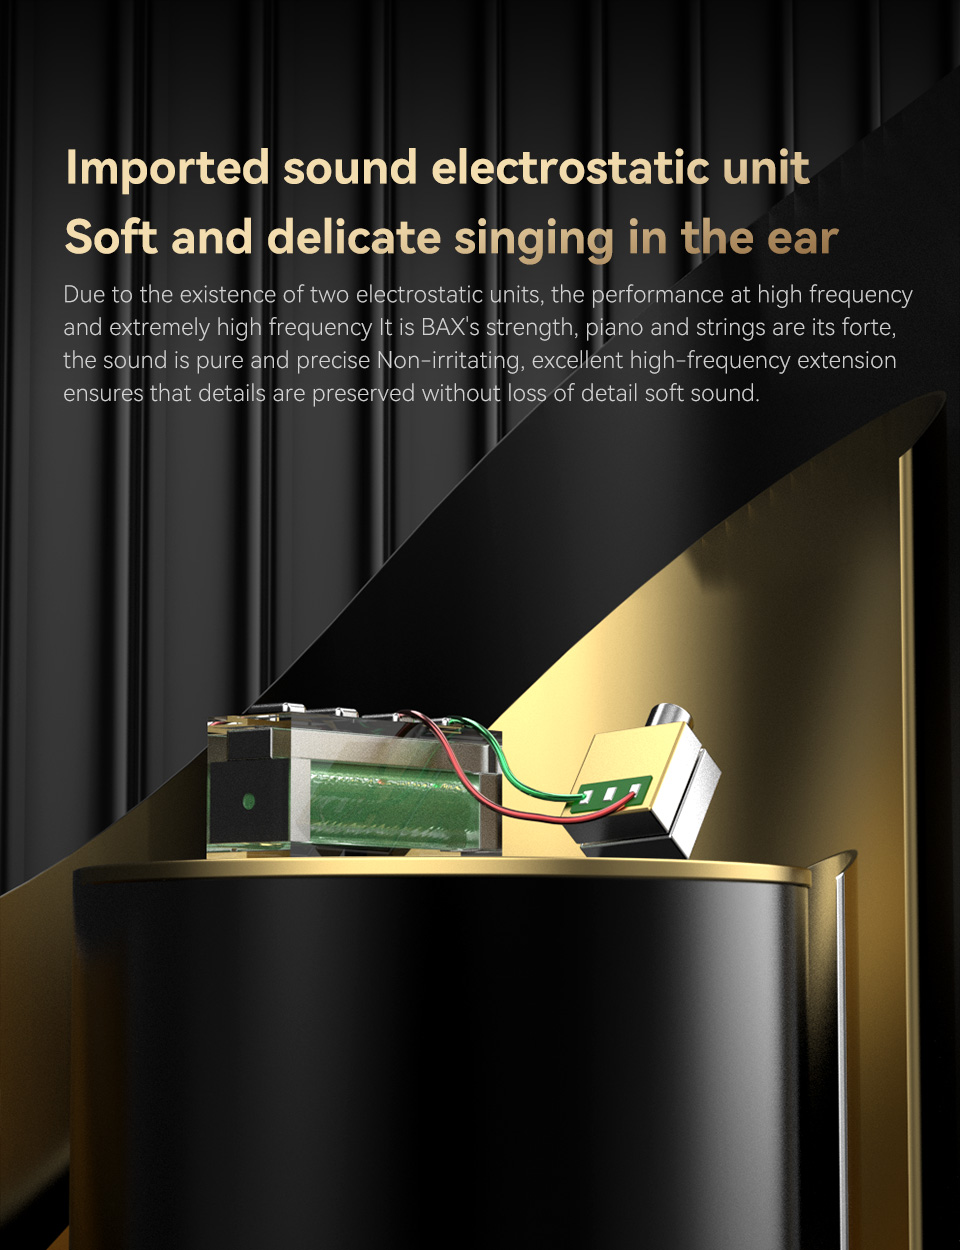 Imported sound electrostatic unit
Soft and delicate singing in the ear
Due to the existence of two electrostatic units, the performance at high frequency
and extremely high frequency It is BAX's strength, piano and strings are its forte,
the sound is pure and precise Non-irritating, excellent high-frequency extension
ensures that details are preserved without loss of detail soft sound.